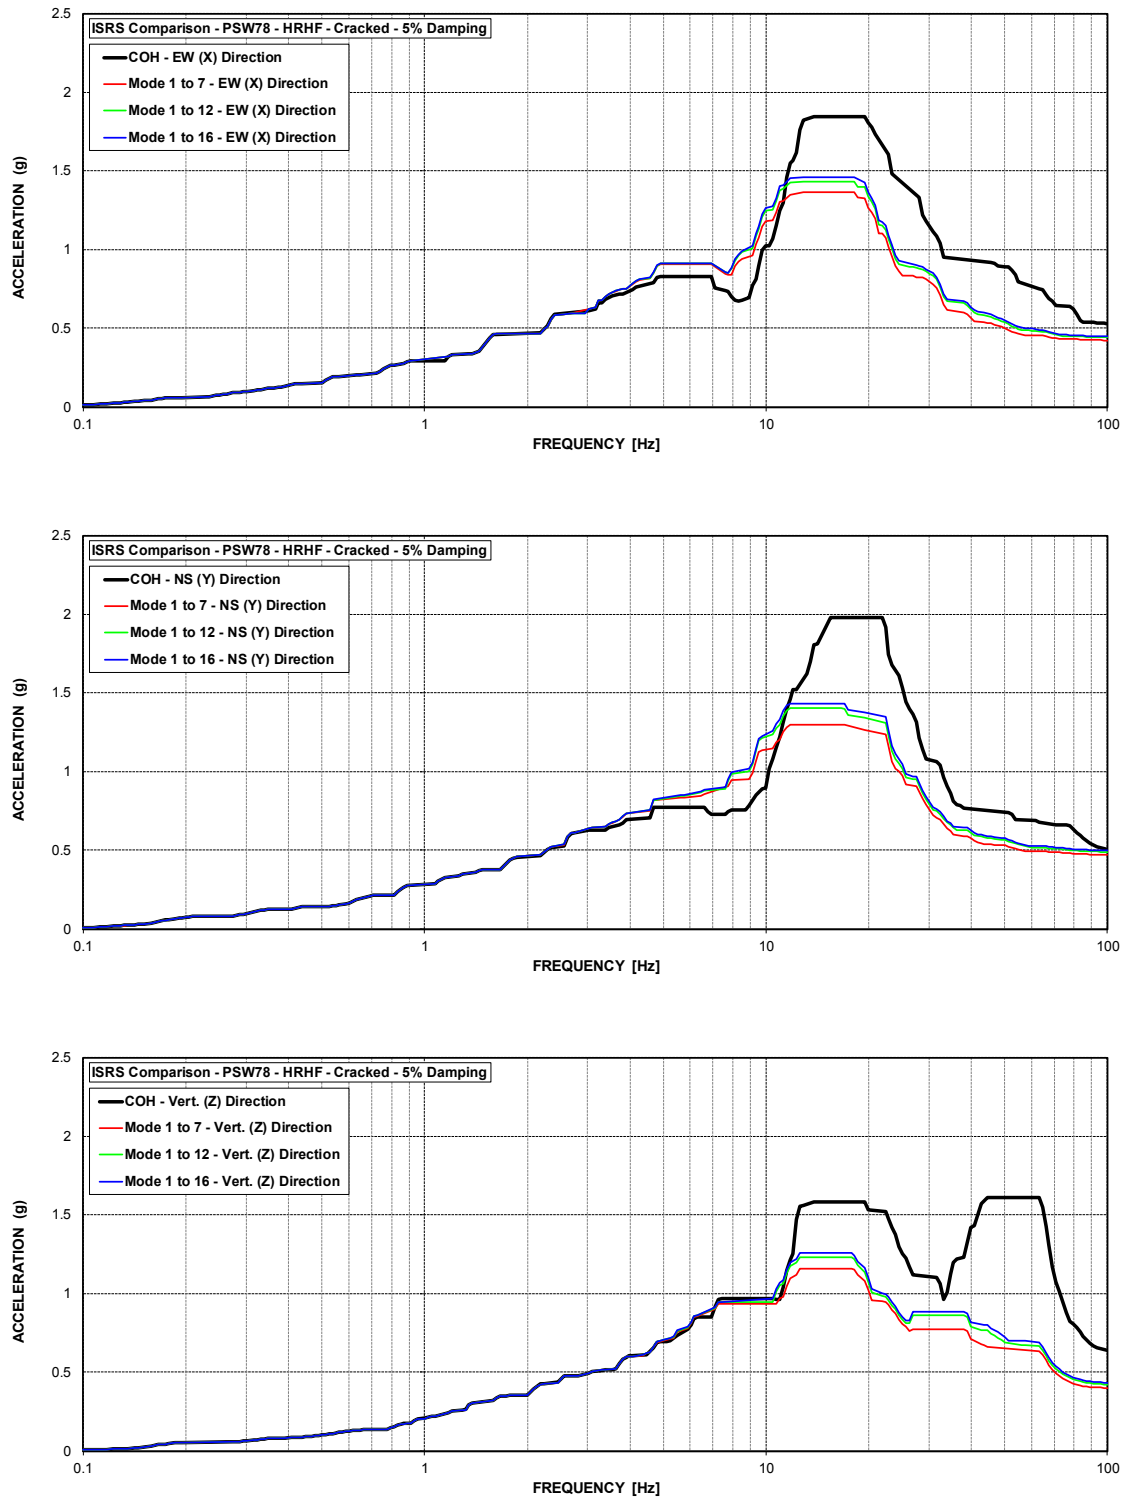 ISRS Comparison - PSW78 - HRHF - Cracked - 5% Damping
COH - EW (X) Direction
Mode 1 to 7 - EW (X) Direction
Mode 1 to 12 - EW (X) Direction
Mode 1 to 16 - EW (X) Direction
2.5
2
1.5
1
0.5
0
ACCELERATION (g)
0.1
1
10
100
FREQUENCY [Hz]
ISRS Comparison - PSW78 - HRHF - Cracked - 5% Damping
COH - NS (Y) Direction
Mode 1 to 7 - NS (Y) Direction
Mode 1 to 12 - NS (Y) Direction
Mode 1 to 16 - NS (Y) Direction
2.5
2
1.5
1
0.5
0
ACCELERATION (g)
0.1
1
10
100
FREQUENCY [Hz]
ISRS Comparison - PSW78 - HRHF - Cracked - 5% Damping
COH - Vert. (Z) Direction
Mode 1 to 7 - Vert. (Z) Direction
Mode 1 to 12 - Vert. (Z) Direction
Mode 1 to 16 - Vert. (Z) Direction
2.5
2
1.5
1
0.5
0
ACCELERATION (g)
0.1
1
10
100
FREQUENCY [Hz]